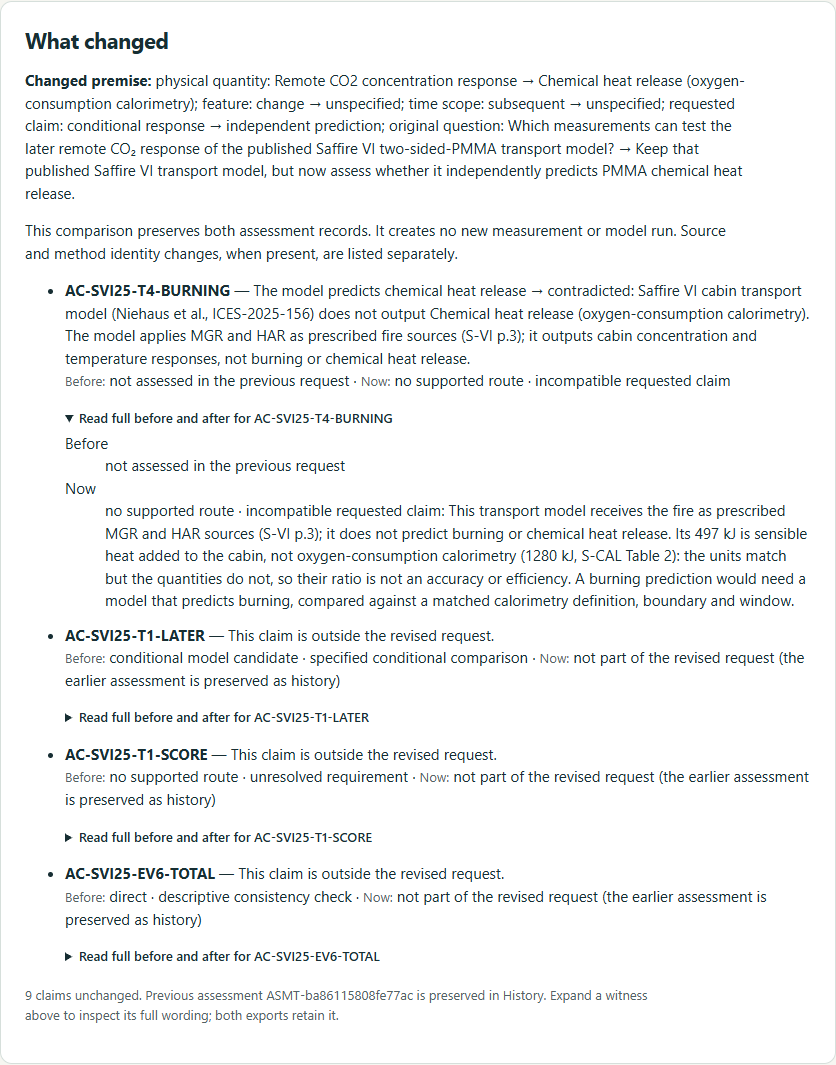 What changed
Changed premise: physical quantity: Remote CO2 concentration response → Chemical heat release (oxygen-
consumption calorimetry); feature: change → unspecified; time scope: subsequent → unspecified; requested
claim: conditional response → independent prediction; original question: Which measurements can test the
later remote CO₂ response of the published Saffire VI two-sided-PMMA transport model? → Keep that
published Saffire VI transport model, but now assess whether it independently predicts PMMA chemical heat
release.
This comparison preserves both assessment records. It creates no new measurement or model run. Source
and method identity changes, when present, are listed separately.
• AC-SVI25-T4-BURNING — The model predicts chemical heat release → contradicted: Saffire VI cabin transport
model (Niehaus et al., ICES-2025-156) does not output Chemical heat release (oxygen-consumption calorimetry).
The model applies MGR and HAR as prescribed fire sources (S-VI p.3); it outputs cabin concentration and
temperature responses, not burning or chemical heat release.
Before: not assessed in the previous request · Now: no supported route · incompatible requested claim
▼ Read full before and after for AC-SVI25-T4-BURNING
Before
not assessed in the previous request
Now
no supported route · incompatible requested claim: This transport model receives the fire as prescribed
MGR and HAR sources (S-VI p.3); it does not predict burning or chemical heat release. Its 497 kJ is sensible
heat added to the cabin, not oxygen-consumption calorimetry (1280 kJ, S-CAL Table 2): the units match
but the quantities do not, so their ratio is not an accuracy or efficiency. A burning prediction would need a
model that predicts burning, compared against a matched calorimetry definition, boundary and window.
• AC-SVI25-T1-LATER — This claim is outside the revised request.
Before: conditional model candidate · specified conditional comparison · Now: not part of the revised request (the
earlier assessment is preserved as history)
▶ Read full before and after for AC-SVI25-T1-LATER
• AC-SVI25-T1-SCORE — This claim is outside the revised request.
Before: no supported route · unresolved requirement · Now: not part of the revised request (the earlier assessment
is preserved as history)
▶ Read full before and after for AC-SVI25-T1-SCORE
• AC-SVI25-EV6-TOTAL — This claim is outside the revised request.
Before: direct · descriptive consistency check · Now: not part of the revised request (the earlier assessment is
preserved as history)
▶ Read full before and after for AC-SVI25-EV6-TOTAL
9 claims unchanged. Previous assessment ASMT-ba86115808fe77ac is preserved in History. Expand a witness
above to inspect its full wording; both exports retain it.